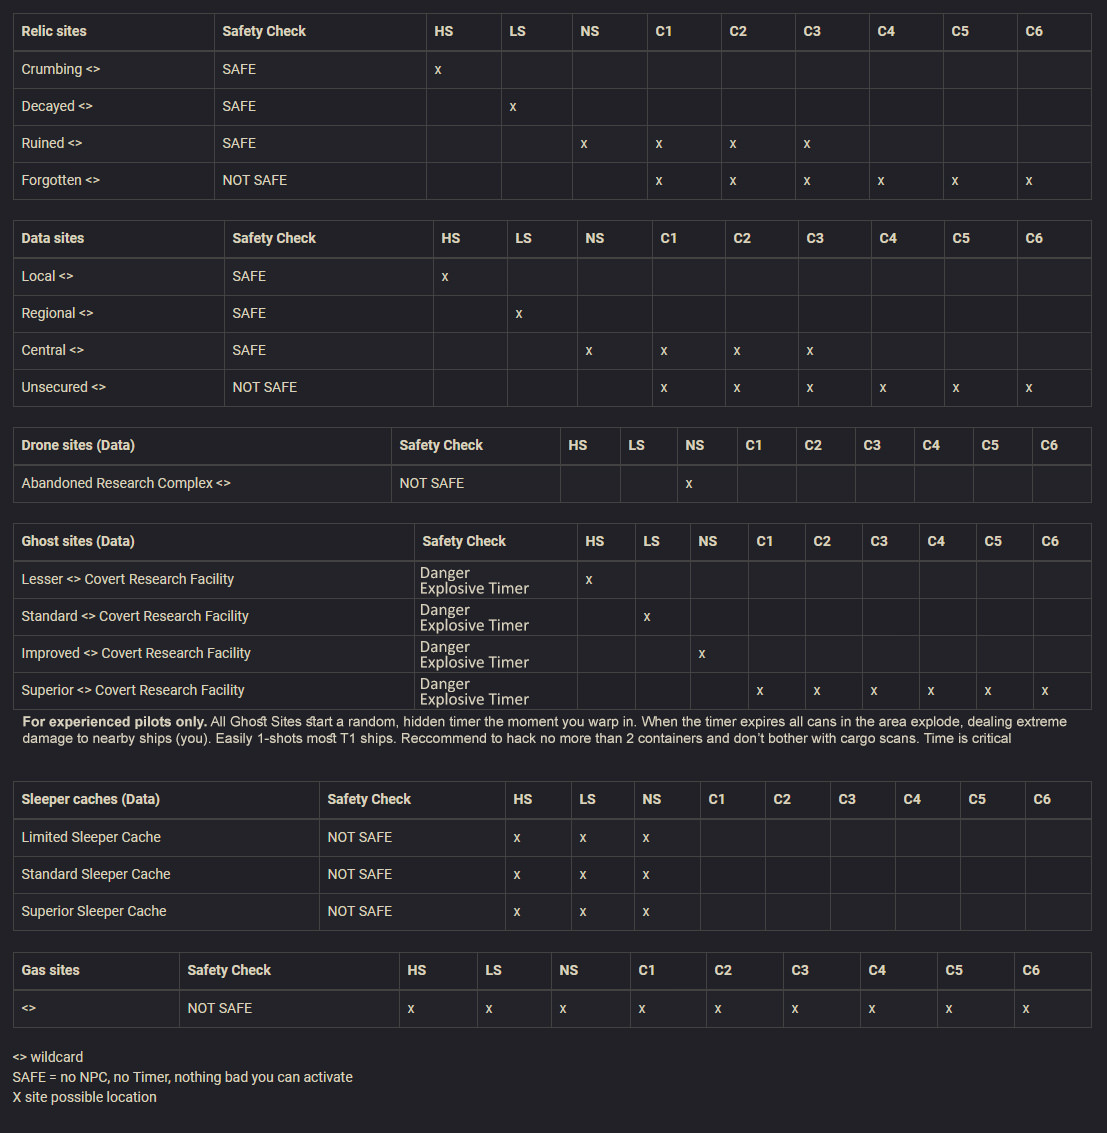 Relic sites Safety Check HS LS NS C1 C2 C3 C4 C5 C6
Crumbing <> SAFE x
Decayed <> SAFE x
Ruined <> SAFE x x x x
Forgotten <> NOT SAFE x x x x x x
Data sites Safety Check HS LS NS C1 C2 C3 C4 C5 C6
Local <> SAFE x
Regional <> SAFE x
Central <> SAFE x x x x
Unsecured <> NOT SAFE x x x x x x
Drone sites (Data) Safety Check HS LS NS C1 C2 C3 C4 C5 C6
Abandoned Research Complex <> NOT SAFE x
Ghost sites (Data) Safety Check HS LS NS C1 C2 C3 C4 C5 C6
Lesser <> Covert Research Facility Danger Explosive Timer x
Standard <> Covert Research Facility Danger Explosive Timer x
Improved <> Covert Research Facility Danger Explosive Timer x
Superior <> Covert Research Facility Danger Explosive Timer x x x x x x
For experienced pilots only. All Ghost Sites start a random, hidden timer the moment you warp in. When the timer expires all cans in the area explode, dealing extreme
damage to nearby ships (you). Easily 1-shots most T1 ships. Reccommend to hack no more than 2 containers and don't bother with cargo scans. Time is critical
Sleeper caches (Data) Safety Check HS LS NS C1 C2 C3 C4 C5 C6
Limited Sleeper Cache NOT SAFE x x x
Standard Sleeper Cache NOT SAFE x x x
Superior Sleeper Cache NOT SAFE x x x
Gas sites Safety Check HS LS NS C1 C2 C3 C4 C5 C6
<> NOT SAFE x x x x x x x x x
<> wildcard
SAFE = no NPC, no Timer, nothing bad you can activate
X site possible location